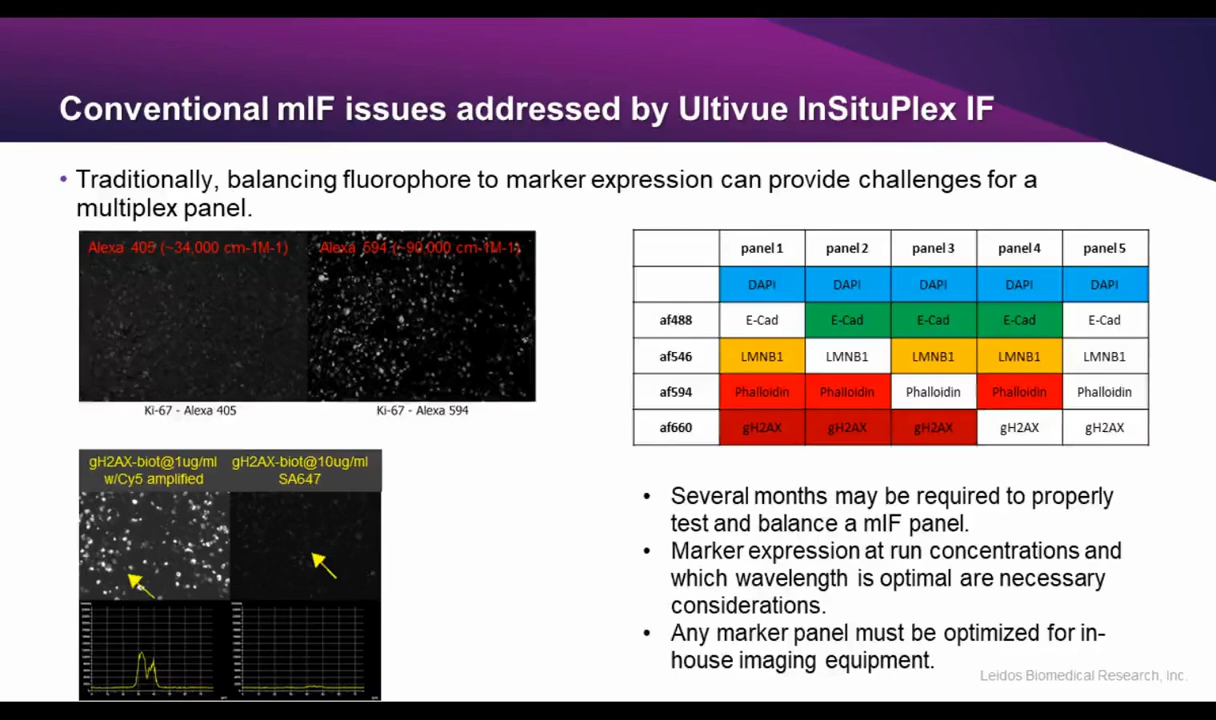 Conventional mIF issues addressed by Ultivue InSituPlex IF
• Traditionally, balancing fluorophore to marker expression can provide challenges for a
multiplex panel.
Alexa 405 (~34,000 cm-1M-1) Alexa 594 (~90,000 cm-1M-1)
Ki-67 - Alexa 405 Ki-67 - Alexa 594
gH2AX-biot@1ug/ml gH2AX-biot@10ug/ml
w/Cy5 amplified SA647
panel 1 panel 2 panel 3 panel 4 panel 5
DAPI DAPI DAPI DAPI DAPI
af488 E-Cad E-Cad E-Cad E-Cad E-Cad
af546 LMNB1 LMNB1 LMNB1 LMNB1 LMNB1
af594 Phalloidin Phalloidin Phalloidin Phalloidin Phalloidin
af660 gH2AX gH2AX gH2AX gH2AX gH2AX
• Several months may be required to properly
test and balance a mIF panel.
• Marker expression at run concentrations and
which wavelength is optimal are necessary
considerations.
• Any marker panel must be optimized for in-
house imaging equipment.
Leidos Biomedical Research, Inc.